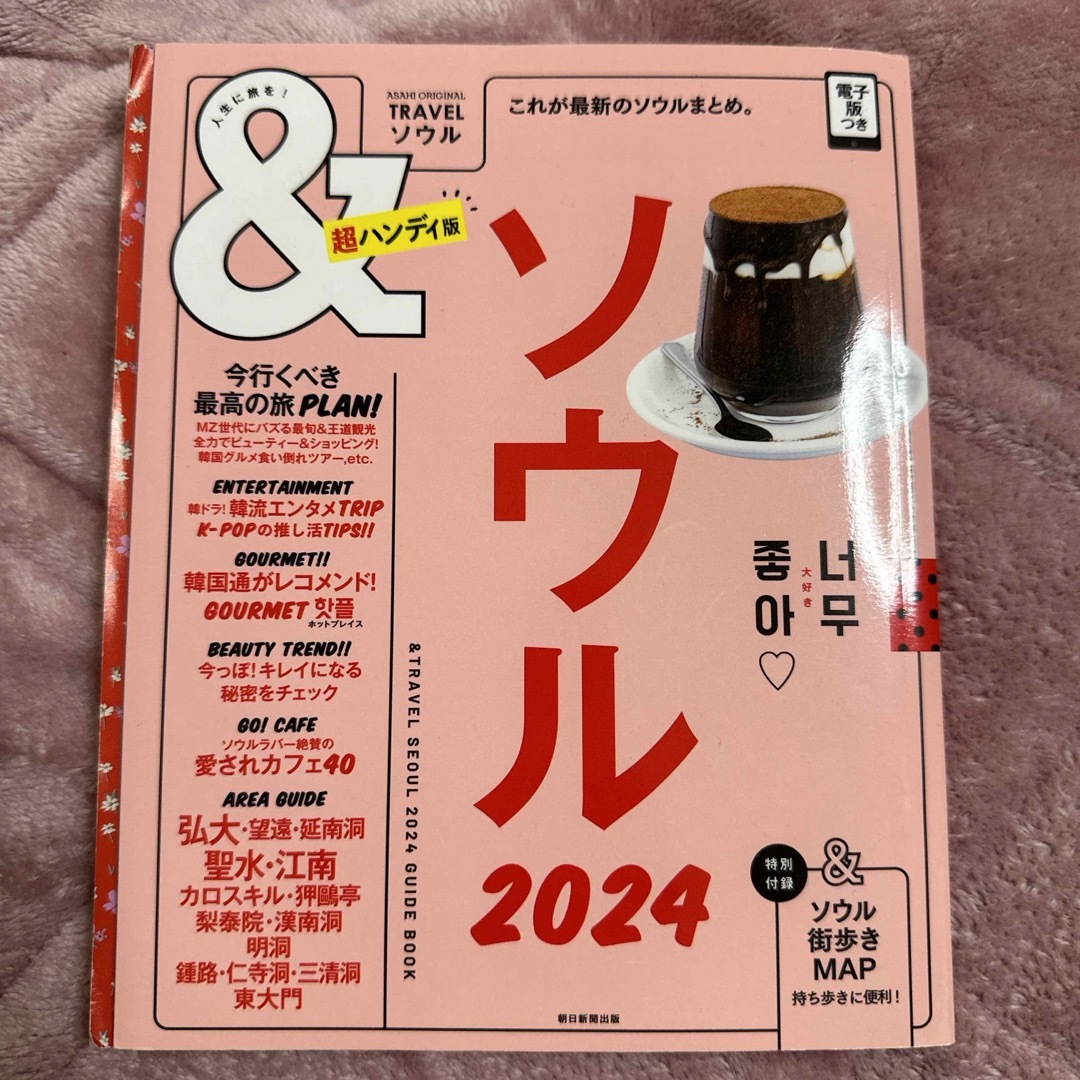 人生に旅を!
&
ASAHI ORIGINAL
TRAVEL
ソウル
これが最新のソウルまとめ。
電子
版
つき
超ハンディ版
ソウル
2024
今行くべき
最高の旅 PLAN!
MZ世代にバズる最旬&王道観光
全力でビューティー&ショッピング!
韓国グルメ食い倒れツアー,etc.
ENTERTAINMENT
韓ドラ! 韓流エンタメTRIP
K-POPの推し活TIPS!!
GOURMET!!
韓国通がレコメンド!
GOURMET 핫플
ホットプレイス
BEAUTY TREND!!
今っぽ!キレイになる
秘密をチェック
GO! CAFE
ソウルラバー絶賛の
愛されカフェ40
AREA GUIDE
弘大・望遠・延南洞
聖水・江南
カロスキル・狎鷗亭
梨泰院・漢南洞
明洞
鍾路・仁寺洞・三清洞
東大門
&TRAVEL SEOUL 2024 GUIDE BOOK
너무
大好き
좋아
♡
特別
付録
&
ソウル
街歩き
MAP
持ち歩きに便利!
朝日新聞出版